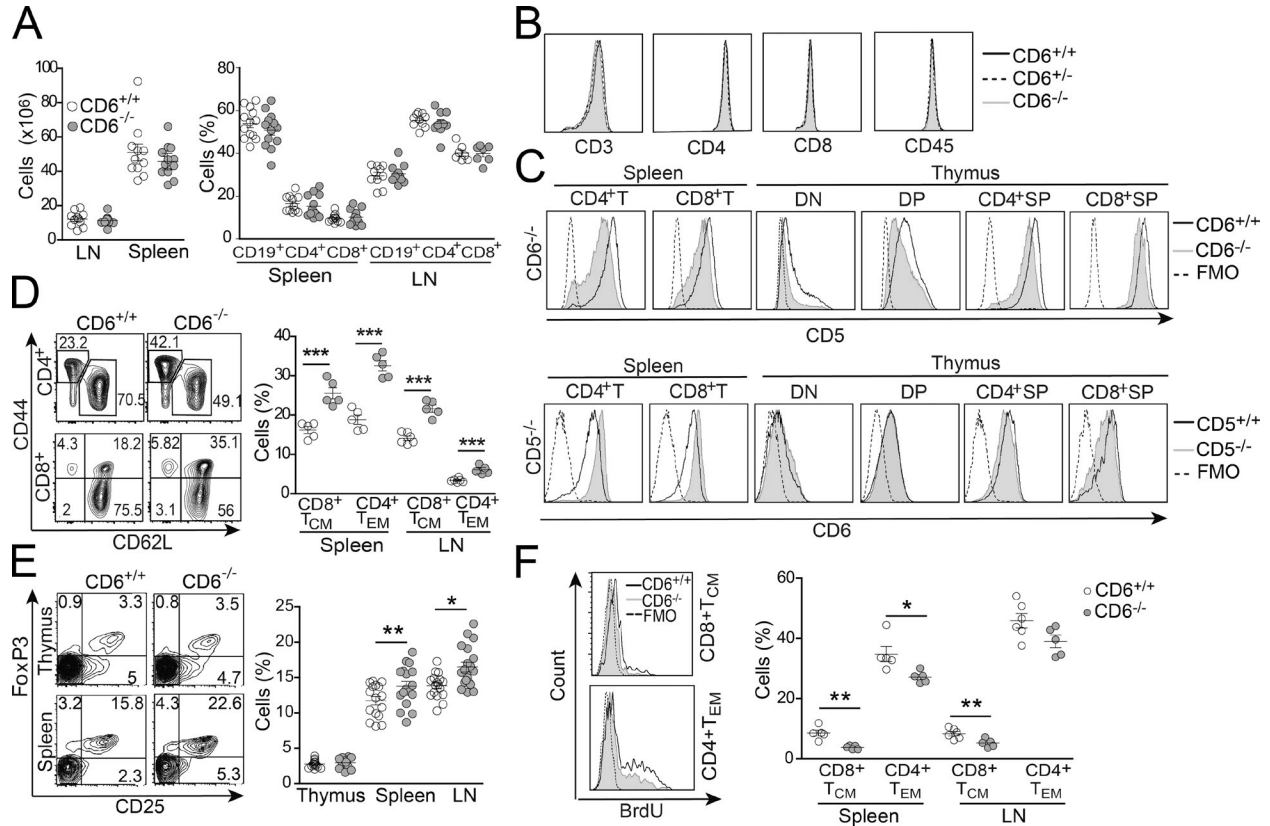 A
Cells (x10⁶)
100
80
60
40
20
0
CD6+/+
CD6-/-
LN
Spleen
Cells (%)
80
60
40
20
0
CD19+ CD4+ CD8+ CD19+ CD4+ CD8+
Spleen LN
B
CD3 CD4 CD8 CD45
CD6+/+
CD6+/-
CD6-/-
C
Spleen Thymus
CD4+T CD8+T DN DP CD4+SP CD8+SP
CD6-/-
CD6+/+
CD6-/-
FMO
CD5
Spleen Thymus
CD4+T CD8+T DN DP CD4+SP CD8+SP
CD5-/-
CD5+/+
CD5-/-
FMO
CD6
D
CD6+/+ CD6-/-
CD44
CD4+
23.2 42.1
70.5 49.1
CD8+
4.3 18.2 5.82 35.1
2 75.5 3.1 56
CD62L
Cells (%)
40
30
20
10
0
*** *** *** ***
CD8+ CD4+ CD8+ CD4+
TCM TEM TCM TEM
Spleen LN
E
CD6+/+ CD6-/-
FoxP3
Thymus
0.9 3.3 0.8 3.5
5 4.7
Spleen
3.2 15.8 4.3 22.6
2.3 5.3
CD25
Cells (%)
25
20
15
10
5
0
** *
Thymus Spleen LN
F
Count
CD6+/+
CD6-/-
FMO
CD8+TCM
CD4+TEM
BrdU
Cells (%)
60
40
20
0
** * **
CD6+/+
CD6-/-
CD8+ CD4+ CD8+ CD4+
TCM TEM TCM TEM
Spleen LN